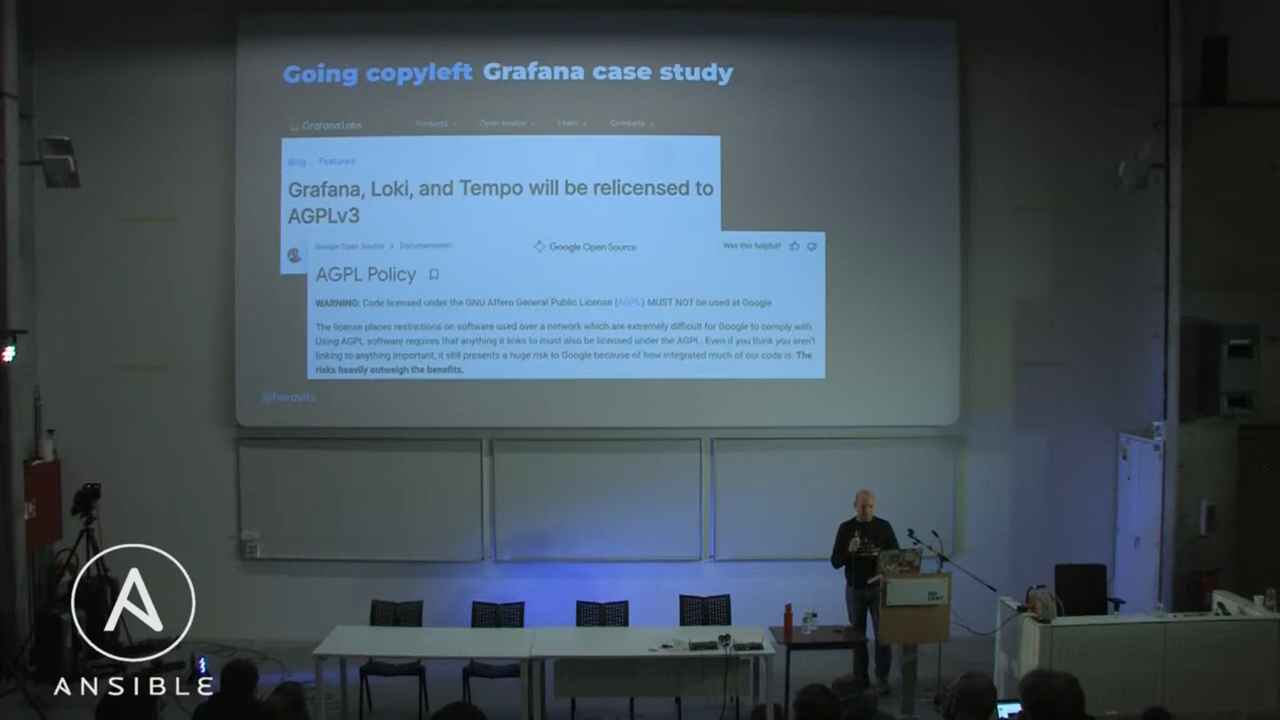 Going copyleft Grafana case study
Grafana Labs Products Open source Learn Company
Blog Featured
Grafana, Loki, and Tempo will be relicensed to
AGPLv3
Google Open Source > Documentation
Google Open Source
Was this helpful?
AGPL Policy
WARNING: Code licensed under the GNU Affero General Public License (AGPL) MUST NOT be used at Google.
The license places restrictions on software used over a network which are extremely difficult for Google to comply with.
Using AGPL software requires that anything it links to must also be licensed under the AGPL. Even if you think you aren't
linking to anything important, it still presents a huge risk to Google because of how integrated much of our code is. The
risks heavily outweigh the benefits.
@horovits
ANSIBLE